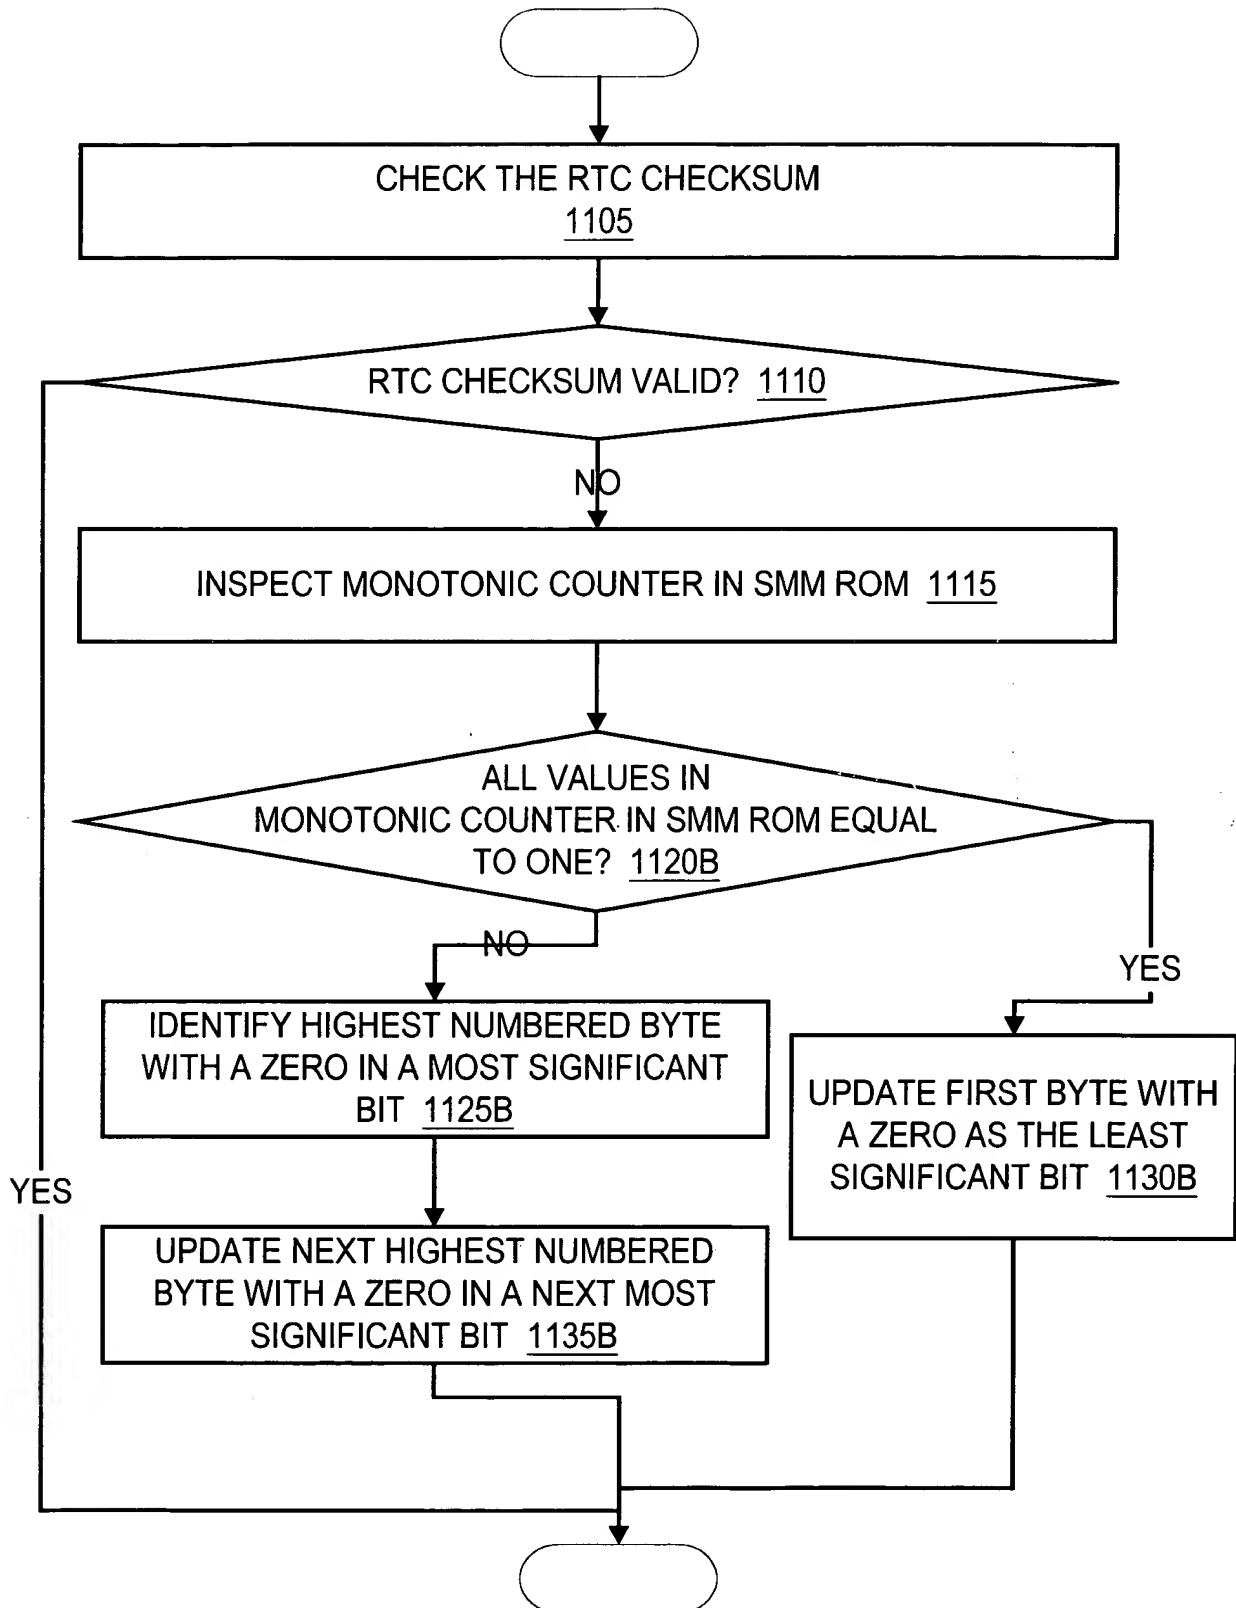 CHECK THE RTC CHECKSUM
1105
RTC CHECKSUM VALID? 1110
NO
INSPECT MONOTONIC COUNTER IN SMM ROM 1115
ALL VALUES IN
MONOTONIC COUNTER IN SMM ROM EQUAL
TO ONE? 1120B
NO
YES
IDENTIFY HIGHEST NUMBERED BYTE
WITH A ZERO IN A MOST SIGNIFICANT
BIT 1125B
UPDATE FIRST BYTE WITH
A ZERO AS THE LEAST
SIGNIFICANT BIT 1130B
YES
UPDATE NEXT HIGHEST NUMBERED
BYTE WITH A ZERO IN A NEXT MOST
SIGNIFICANT BIT 1135B